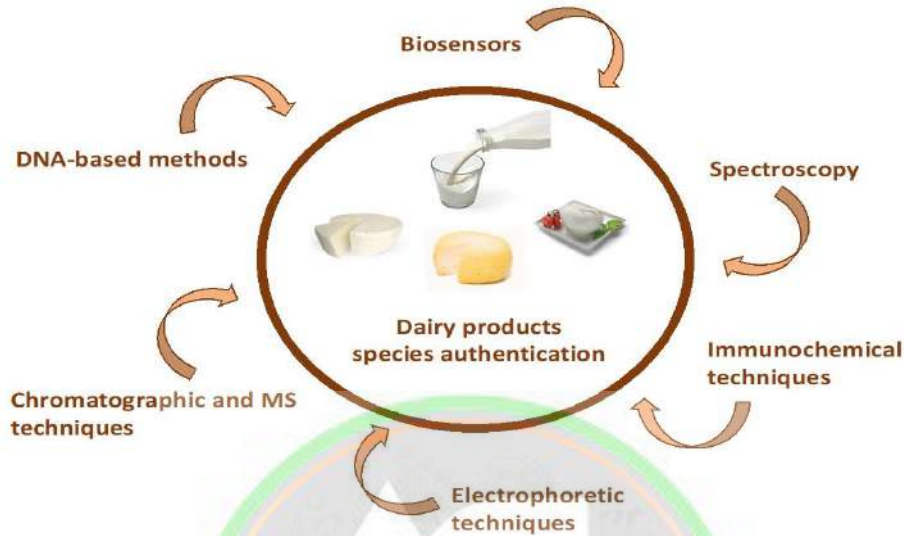 Biosensors
DNA-based methods
Spectroscopy
Dairy products
species authentication
Immunochemical
techniques
Chromatographic and MS
techniques
Electrophoretic
techniques